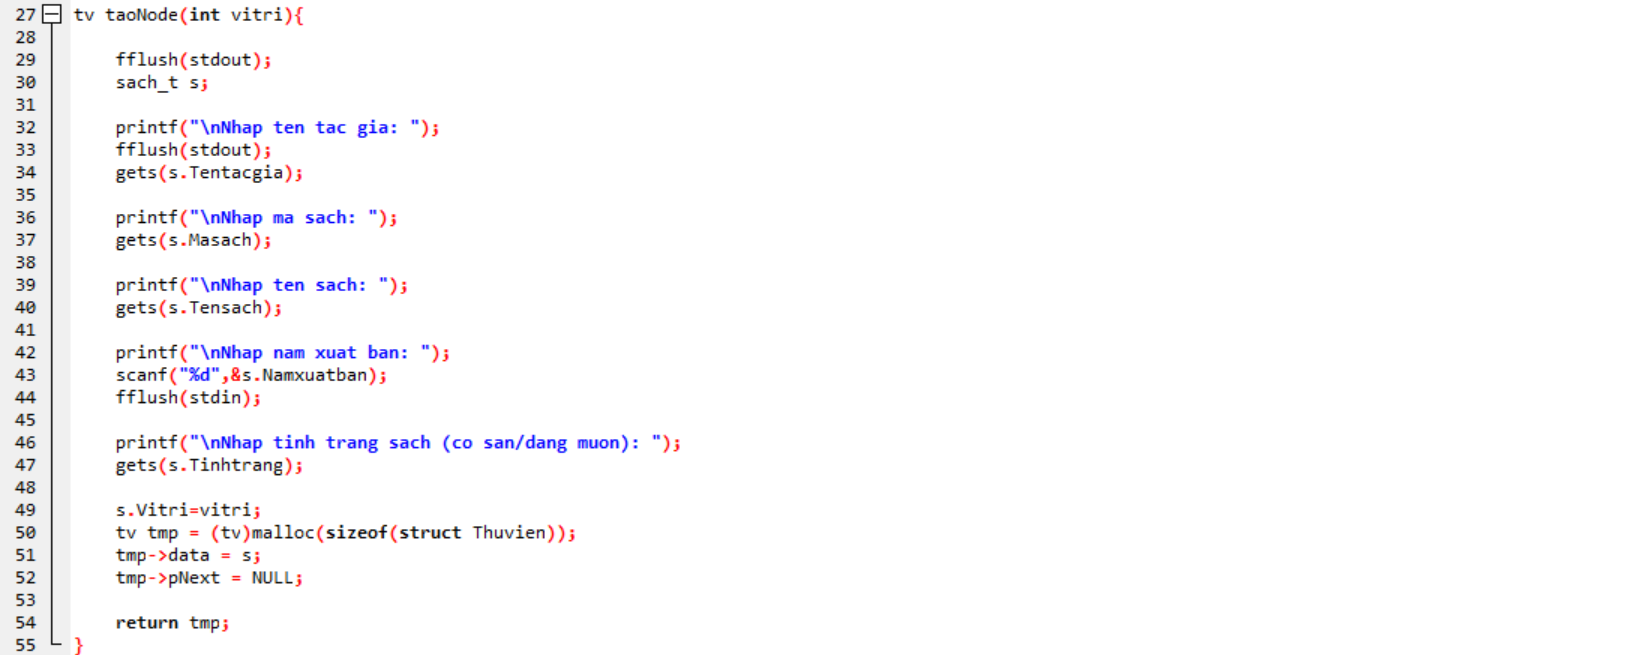 27 tv taoNode(int vitri){
28
29 fflush(stdout);
30 sach_t s;
31
32 printf("\nNhap ten tac gia: ");
33 fflush(stdout);
34 gets(s.Tentacgia);
35
36 printf("\nNhap ma sach: ");
37 gets(s.Masach);
38
39 printf("\nNhap ten sach: ");
40 gets(s.Tensach);
41
42 printf("\nNhap nam xuat ban: ");
43 scanf("%d",&s.Namxuatban);
44 fflush(stdin);
45
46 printf("\nNhap tinh trang sach (co san/dang muon): ");
47 gets(s.Tinhtrang);
48
49 s.Vitri=vitri;
50 tv tmp = (tv)malloc(sizeof(struct Thuvien));
51 tmp->data = s;
52 tmp->pNext = NULL;
53
54 return tmp;
55 }